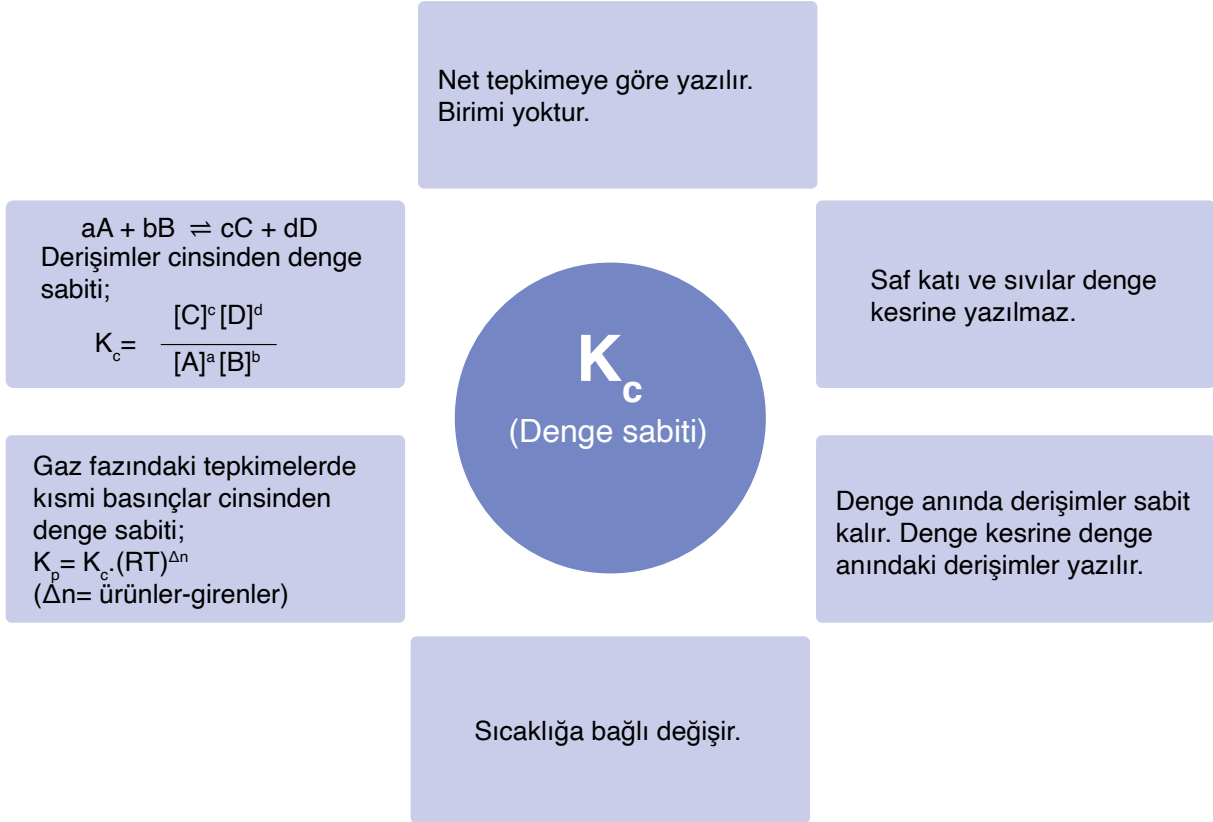 Net tepkimeye göre yazılır.
Birimi yoktur.
aA + bB ⇌ cC + dD
Derişimler cinsinden denge
sabiti;
[C]ᶜ [D]ᵈ
K꜀=
[A]ᵃ [B]ᵇ
Saf katı ve sıvılar denge
kesrine yazılmaz.
K꜀
(Denge sabiti)
Gaz fazındaki tepkimelerde
kısmi basınçlar cinsinden
denge sabiti;
Kₚ= K꜀.(RT)^Δn
(Δn= ürünler-girenler)
Denge anında derişimler sabit
kalır. Denge kesrine denge
anındaki derişimler yazılır.
Sıcaklığa bağlı değişir.